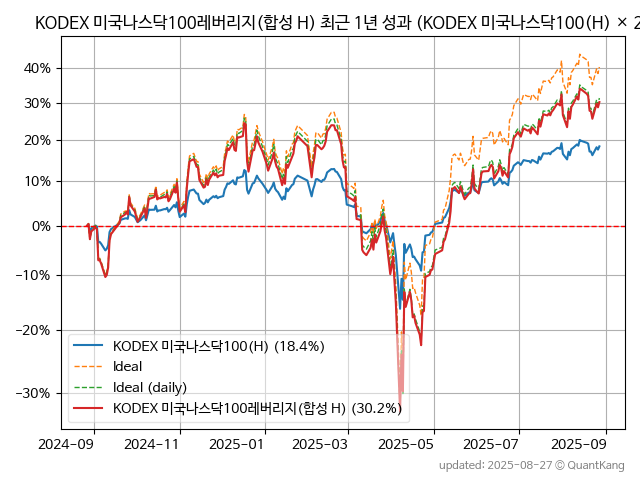 KODEX 미국나스닥100레버리지(합성 H) 최근 1년 성과 (KODEX 미국나스닥100(H) × 2
40%
30%
20%
10%
0%
−10%
−20%
−30%
KODEX 미국나스닥100(H) (18.4%)
Ideal
Ideal (daily)
KODEX 미국나스닥100레버리지(합성 H) (30.2%)
2024-09 2024-11 2025-01 2025-03 2025-05 2025-07 2025-09
updated: 2025-08-27 © QuantKang